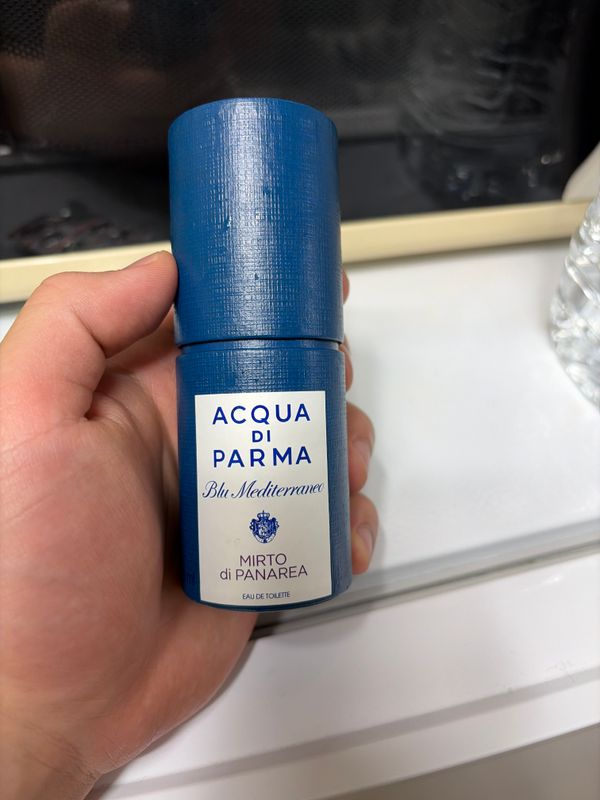 ACQUA
DI
PARMA
Blu Mediterraneo
MIRTO
di PANAREA
EAU DE TOILETTE